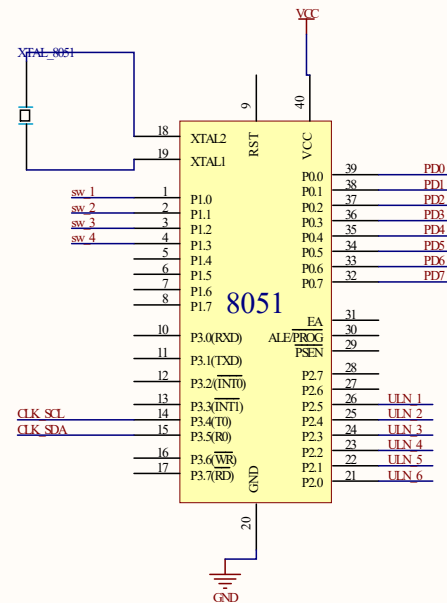 VCC
XTAL_8051
9
40
18 XTAL2 RST VCC
19 XTAL1
P0.0 39 PD0
P0.1 38 PD1
sw_1 1 P1.0 P0.2 37 PD2
sw_2 2 P1.1 P0.3 36 PD3
sw_3 3 P1.2 P0.4 35 PD4
sw_4 4 P1.3 P0.5 34 PD5
5 P1.4 P0.6 33 PD6
6 P1.5 P0.7 32 PD7
7 P1.6
8 P1.7
8051
EA 31
10 P3.0(RXD) ALE/PROG 30
PSEN 29
11 P3.1(TXD)
P2.7 28
12 P3.2(INT0) P2.6 27
13 P3.3(INT1) P2.5 26 ULN_1
CLK_SCL 14 P3.4(T0) P2.4 25 ULN_2
CLK_SDA 15 P3.5(R0) P2.3 24 ULN_3
P2.2 23 ULN_4
16 P3.6(WR) P2.1 22 ULN_5
17 P3.7(RD) GND P2.0 21 ULN_6
20
GND